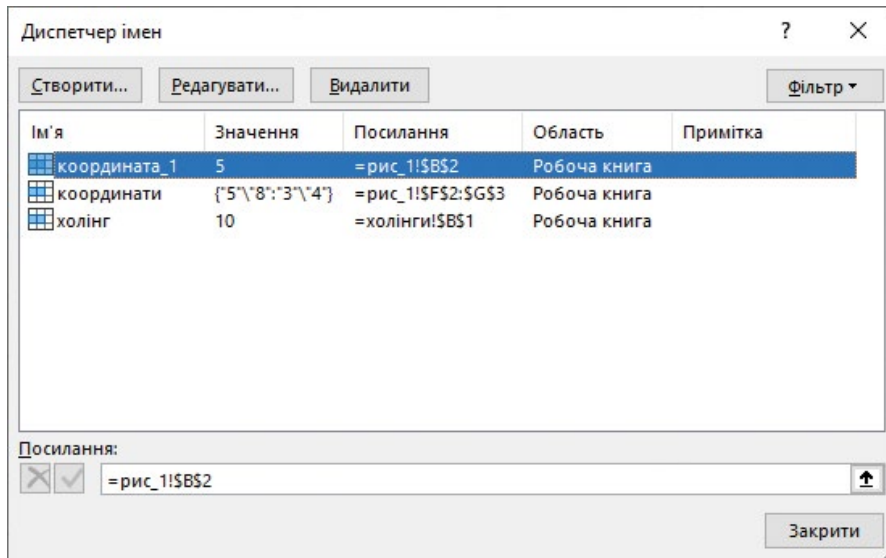 Диспетчер імен ?
Створити... Редагувати... Видалити Фільтр
Ім'я Значення Посилання Область Примітка
координата_1 5 =рис_1!$B$2 Робоча книга
координати {"5"\"8":"3"\"4"} =рис_1!$F$2:$G$3 Робоча книга
холінг 10 =холінги!$B$1 Робоча книга
Посилання:
=рис_1!$B$2
Закрити